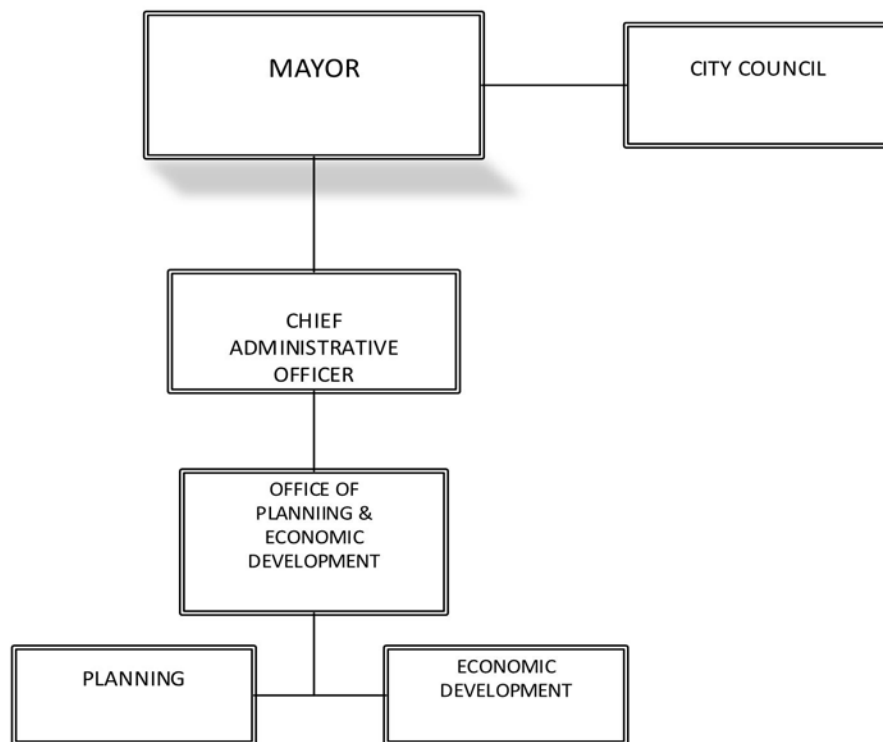 MAYOR
CITY COUNCIL
CHIEF
ADMINISTRATIVE
OFFICER
OFFICE OF
PLANNIING &
ECONOMIC
DEVELOPMENT
PLANNING
ECONOMIC
DEVELOPMENT